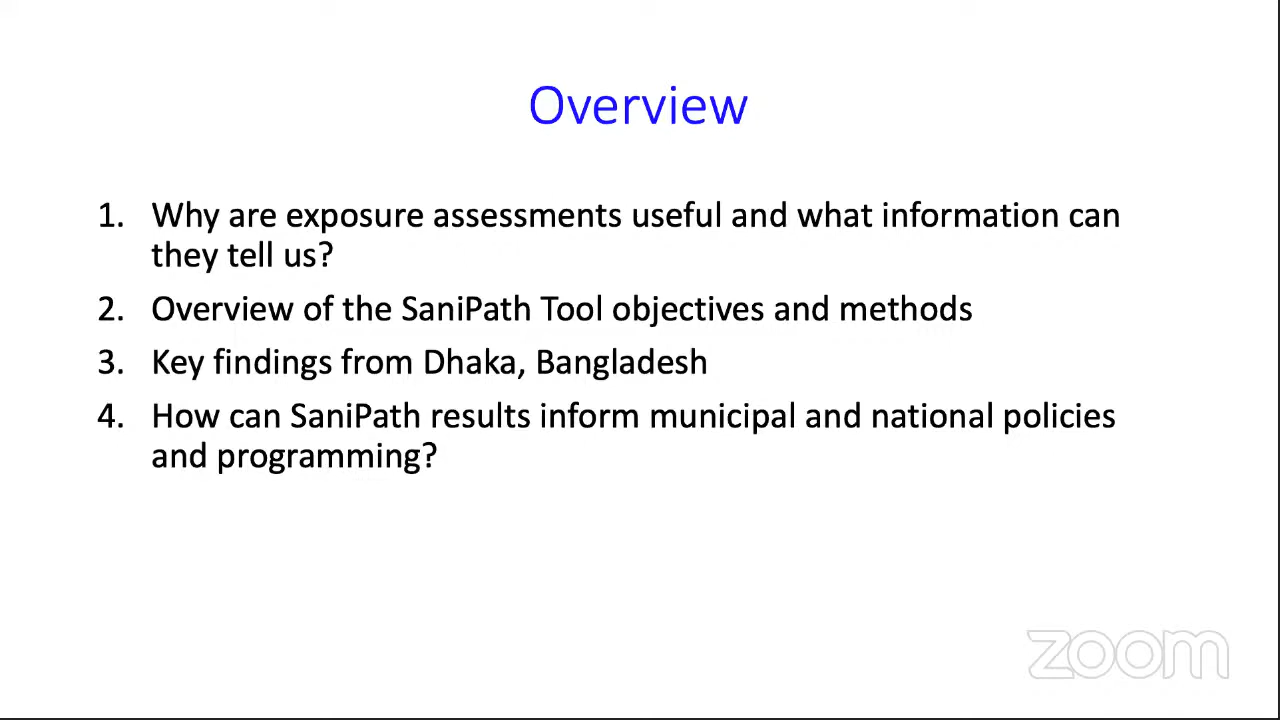 Overview
1. Why are exposure assessments useful and what information can
they tell us?
2. Overview of the SaniPath Tool objectives and methods
3. Key findings from Dhaka, Bangladesh
4. How can SaniPath results inform municipal and national policies
and programming?
zoom